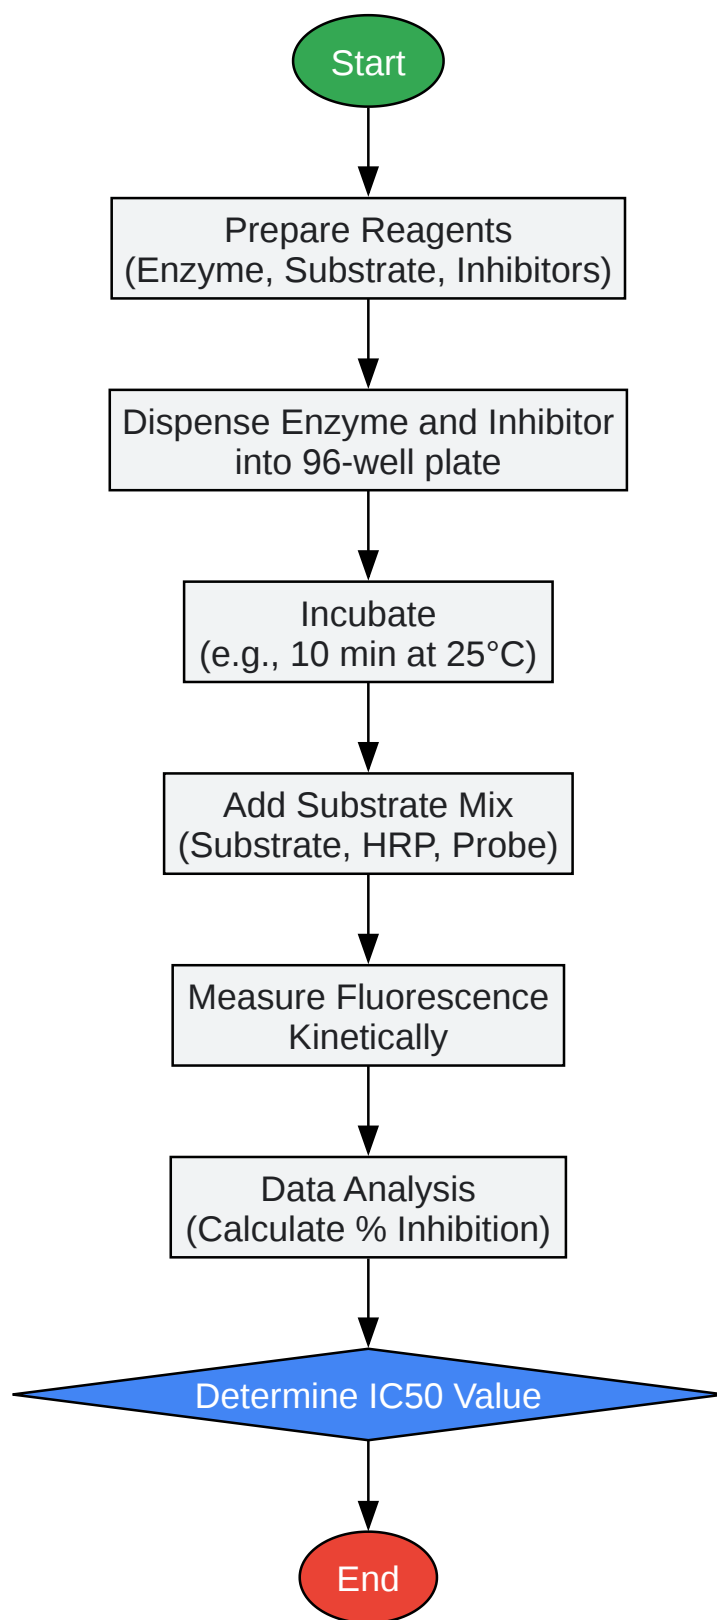 Start
Prepare Reagents
(Enzyme, Substrate, Inhibitors)
Dispense Enzyme and Inhibitor
into 96-well plate
Incubate
(e.g., 10 min at 25°C)
Add Substrate Mix
(Substrate, HRP, Probe)
Measure Fluorescence
Kinetically
Data Analysis
(Calculate % Inhibition)
Determine IC50 Value
End